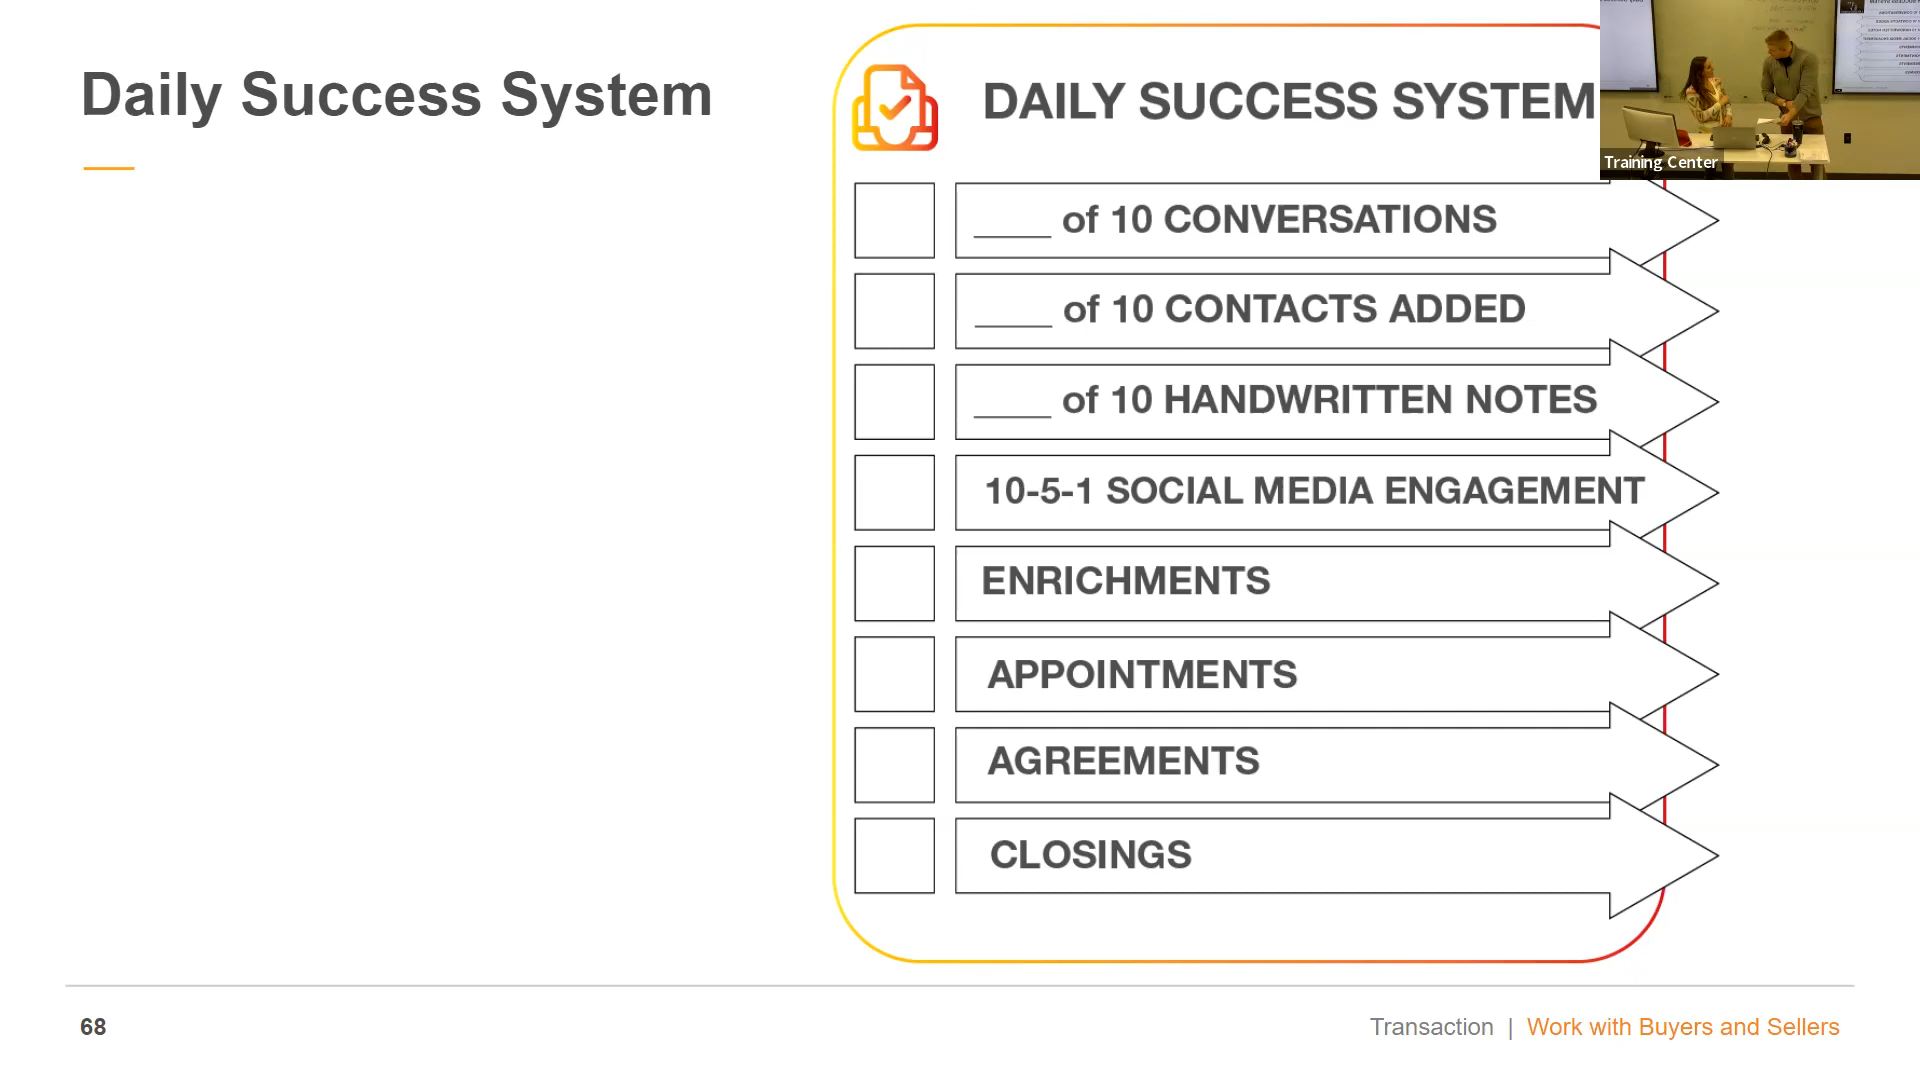 Daily Success System
DAILY SUCCESS SYSTEM
Training Center
____ of 10 CONVERSATIONS
____ of 10 CONTACTS ADDED
____ of 10 HANDWRITTEN NOTES
10-5-1 SOCIAL MEDIA ENGAGEMENT
ENRICHMENTS
APPOINTMENTS
AGREEMENTS
CLOSINGS
68
Transaction | Work with Buyers and Sellers